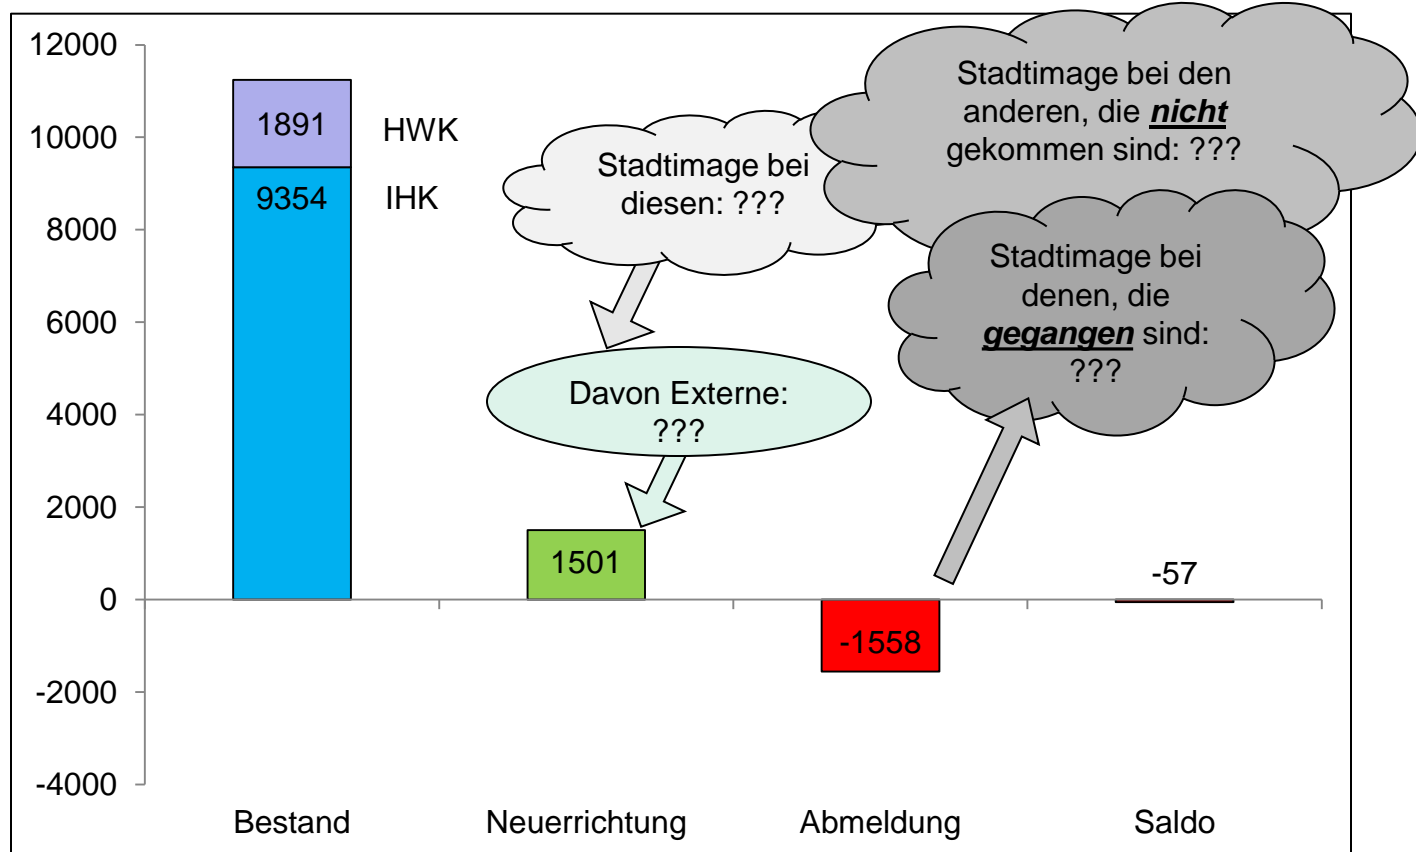 12000
10000
8000
6000
4000
2000
0
-2000
-4000
1891
HWK
9354
IHK
Stadtimage bei
diesen: ???
Stadtimage bei den
anderen, die nicht
gekommen sind: ???
Stadtimage bei
denen, die
gegangen sind:
???
Davon Externe:
???
1501
-1558
-57
Bestand
Neuerrichtung
Abmeldung
Saldo